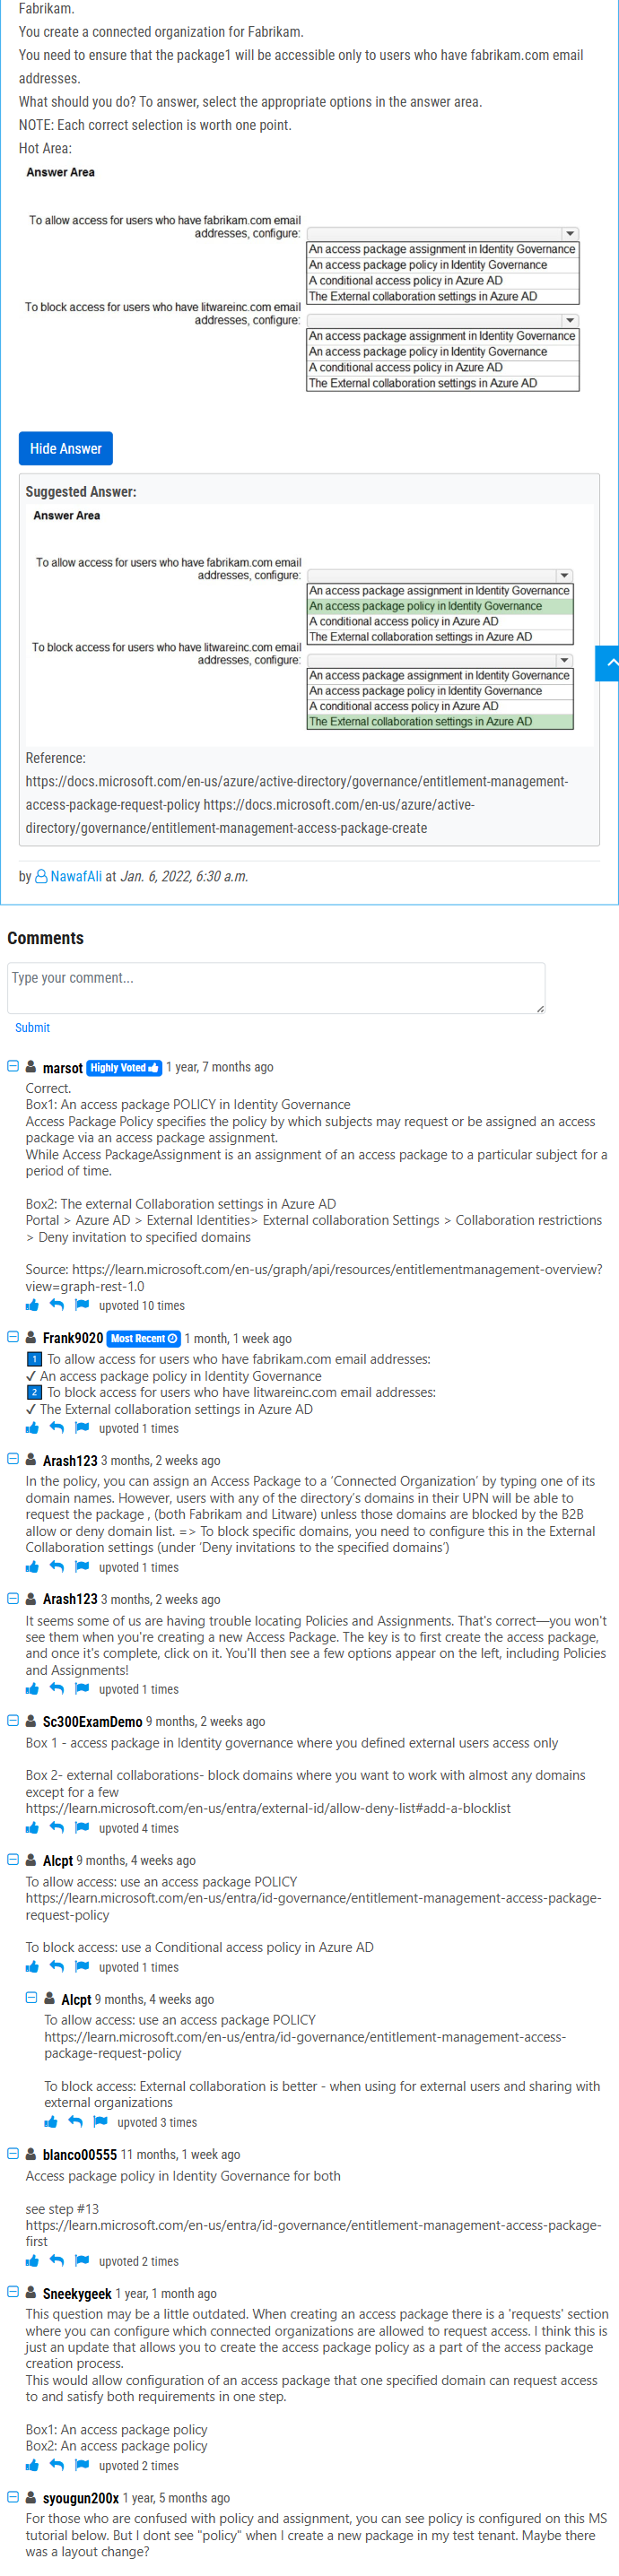 Fabrikam.
You create a connected organization for Fabrikam.
You need to ensure that the package1 will be accessible only to users who have fabrikam.com email
addresses.
What should you do? To answer, select the appropriate options in the answer area.
NOTE: Each correct selection is worth one point.
Hot Area:
Answer Area
To allow access for users who have fabrikam.com email
addresses, configure:
An access package assignment in Identity Governance
An access package policy in Identity Governance
A conditional access policy in Azure AD
The External collaboration settings in Azure AD
To block access for users who have litwareinc.com email
addresses, configure:
An access package assignment in Identity Governance
An access package policy in Identity Governance
A conditional access policy in Azure AD
The External collaboration settings in Azure AD
Hide Answer
Suggested Answer:
Answer Area
To allow access for users who have fabrikam.com email
addresses, configure:
An access package assignment in Identity Governance
An access package policy in Identity Governance
A conditional access policy in Azure AD
The External collaboration settings in Azure AD
To block access for users who have litwareinc.com email
addresses, configure:
An access package assignment in Identity Governance
An access package policy in Identity Governance
A conditional access policy in Azure AD
The External collaboration settings in Azure AD
Reference:
https://docs.microsoft.com/en-us/azure/active-directory/governance/entitlement-management-
access-package-request-policy https://docs.microsoft.com/en-us/azure/active-
directory/governance/entitlement-management-access-package-create
by NawafAli at Jan. 6, 2022, 6:30 a.m.
Comments
Type your comment...
Submit
marsot Highly Voted 1 year, 7 months ago
Correct.
Box1: An access package POLICY in Identity Governance
Access Package Policy specifies the policy by which subjects may request or be assigned an access
package via an access package assignment.
While Access PackageAssignment is an assignment of an access package to a particular subject for a
period of time.
Box2: The external Collaboration settings in Azure AD
Portal > Azure AD > External Identities> External collaboration Settings > Collaboration restrictions
> Deny invitation to specified domains
Source: https://learn.microsoft.com/en-us/graph/api/resources/entitlementmanagement-overview?
view=graph-rest-1.0
upvoted 10 times
Frank9020 Most Recent 1 month, 1 week ago
1 To allow access for users who have fabrikam.com email addresses:
✓ An access package policy in Identity Governance
2 To block access for users who have litwareinc.com email addresses:
✓ The External collaboration settings in Azure AD
upvoted 1 times
Arash123 3 months, 2 weeks ago
In the policy, you can assign an Access Package to a ‘Connected Organization’ by typing one of its
domain names. However, users with any of the directory’s domains in their UPN will be able to
request the package , (both Fabrikam and Litware) unless those domains are blocked by the B2B
allow or deny domain list. => To block specific domains, you need to configure this in the External
Collaboration settings (under ‘Deny invitations to the specified domains’)
upvoted 1 times
Arash123 3 months, 2 weeks ago
It seems some of us are having trouble locating Policies and Assignments. That's correct—you won't
see them when you're creating a new Access Package. The key is to first create the access package,
and once it's complete, click on it. You'll then see a few options appear on the left, including Policies
and Assignments!
upvoted 1 times
Sc300ExamDemo 9 months, 2 weeks ago
Box 1 - access package in Identity governance where you defined external users access only
Box 2- external collaborations- block domains where you want to work with almost any domains
except for a few
https://learn.microsoft.com/en-us/entra/external-id/allow-deny-list#add-a-blocklist
upvoted 4 times
Alcpt 9 months, 4 weeks ago
To allow access: use an access package POLICY
https://learn.microsoft.com/en-us/entra/id-governance/entitlement-management-access-package-
request-policy
To block access: use a Conditional access policy in Azure AD
upvoted 1 times
Alcpt 9 months, 4 weeks ago
To allow access: use an access package POLICY
https://learn.microsoft.com/en-us/entra/id-governance/entitlement-management-access-
package-request-policy
To block access: External collaboration is better - when using for external users and sharing with
external organizations
upvoted 3 times
blanco00555 11 months, 1 week ago
Access package policy in Identity Governance for both
see step #13
https://learn.microsoft.com/en-us/entra/id-governance/entitlement-management-access-package-
first
upvoted 2 times
Sneekygeek 1 year, 1 month ago
This question may be a little outdated. When creating an access package there is a 'requests' section
where you can configure which connected organizations are allowed to request access. I think this is
just an update that allows you to create the access package policy as a part of the access package
creation process.
This would allow configuration of an access package that one specified domain can request access
to and satisfy both requirements in one step.
Box1: An access package policy
Box2: An access package policy
upvoted 2 times
syougun200x 1 year, 5 months ago
For those who are confused with policy and assignment, you can see policy is configured on this MS
tutorial below. But I dont see "policy" when I create a new package in my test tenant. Maybe there
was a layout change?